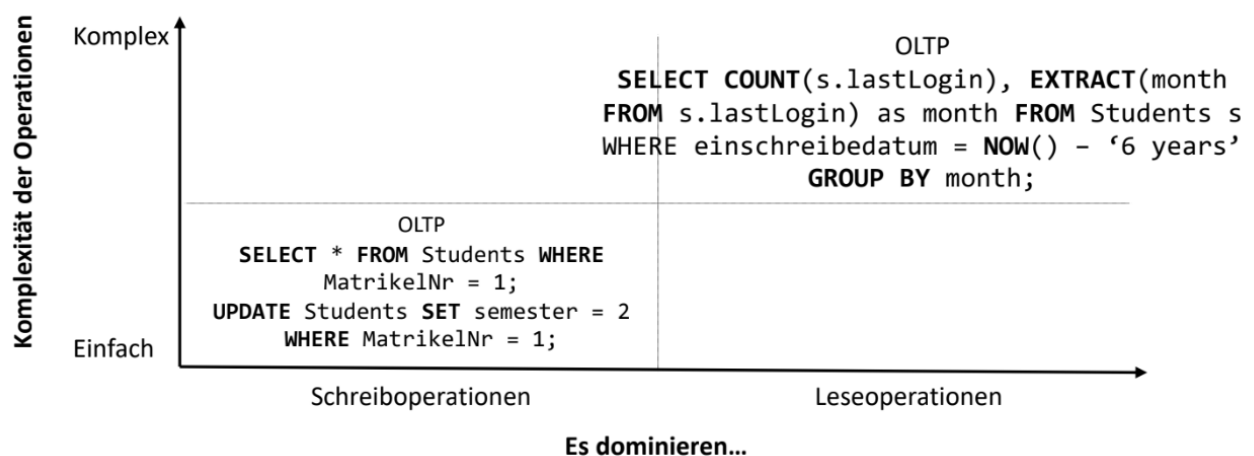 Komplexität der Operationen
Komplex
OLTP
SELECT COUNT(s.lastLogin), EXTRACT(month
FROM s.lastLogin) as month FROM Students s
WHERE einschreibedatum = NOW() – ‘6 years’
GROUP BY month;
OLTP
SELECT * FROM Students WHERE
MatrikelNr = 1;
UPDATE Students SET semester = 2
WHERE MatrikelNr = 1;
Einfach
Schreiboperationen
Leseoperationen
Es dominieren...